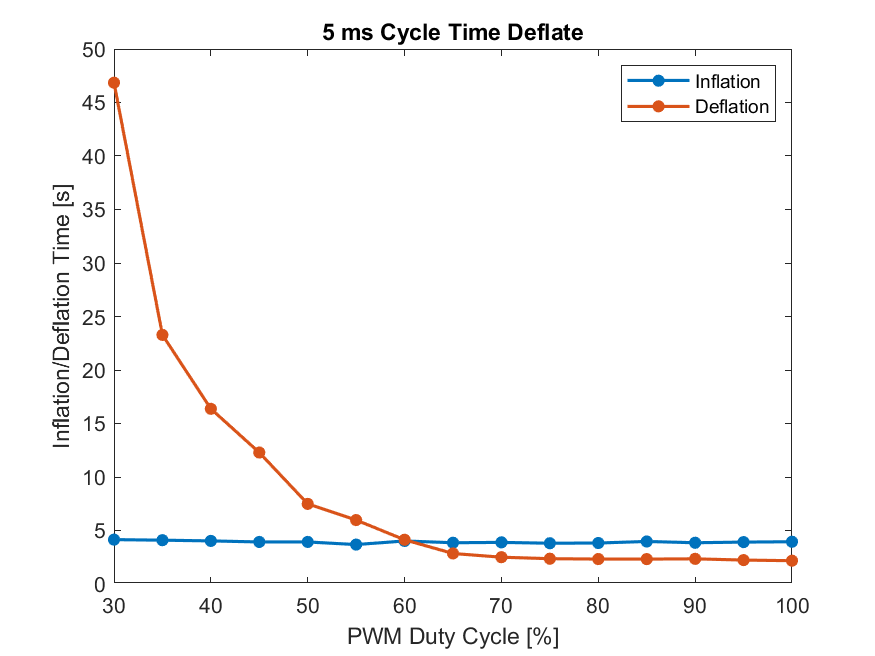 5 ms Cycle Time Deflate
Inflation
Deflation
50
45
40
35
30
25
20
15
10
5
0
Inflation/Deflation Time [s]
30 40 50 60 70 80 90 100
PWM Duty Cycle [%]